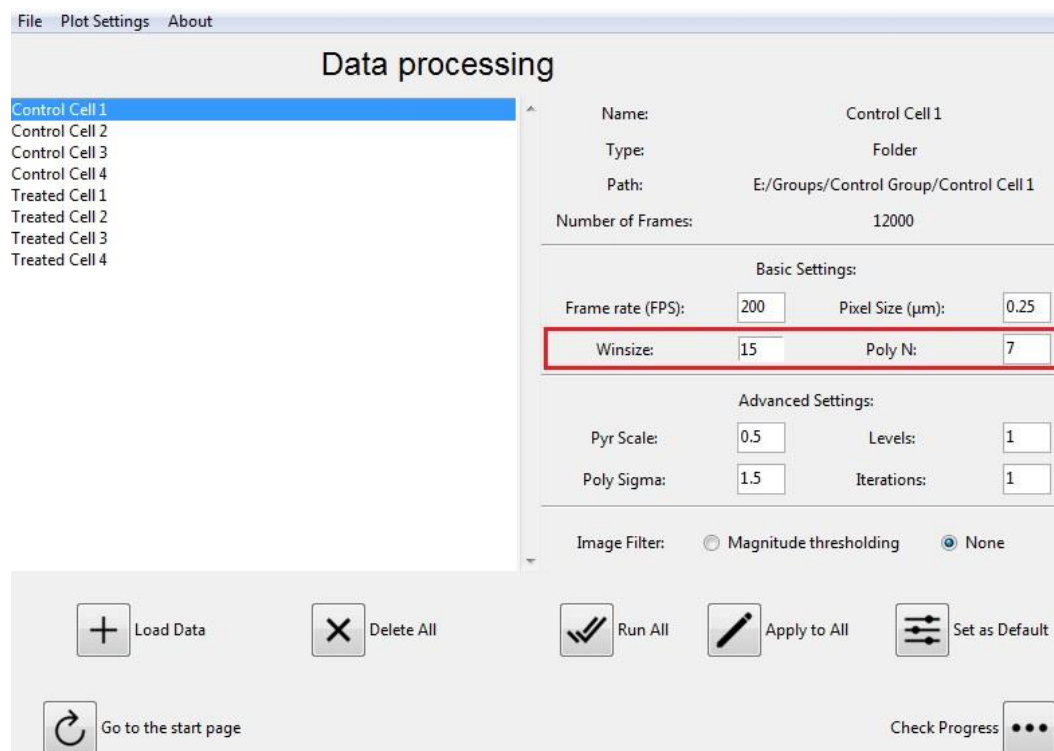 File Plot Settings About
Data processing
Control Cell 1
Control Cell 2
Control Cell 3
Control Cell 4
Treated Cell 1
Treated Cell 2
Treated Cell 3
Treated Cell 4
Name: Control Cell 1
Type: Folder
Path: E:/Groups/Control Group/Control Cell 1
Number of Frames: 12000
Basic Settings:
Frame rate (FPS): 200 Pixel Size (µm): 0.25
Winsize: 15 Poly N: 7
Advanced Settings:
Pyr Scale: 0.5 Levels: 1
Poly Sigma: 1.5 Iterations: 1
Image Filter: Magnitude thresholding None
Load Data Delete All Run All Apply to All Set as Default
Go to the start page Check Progress